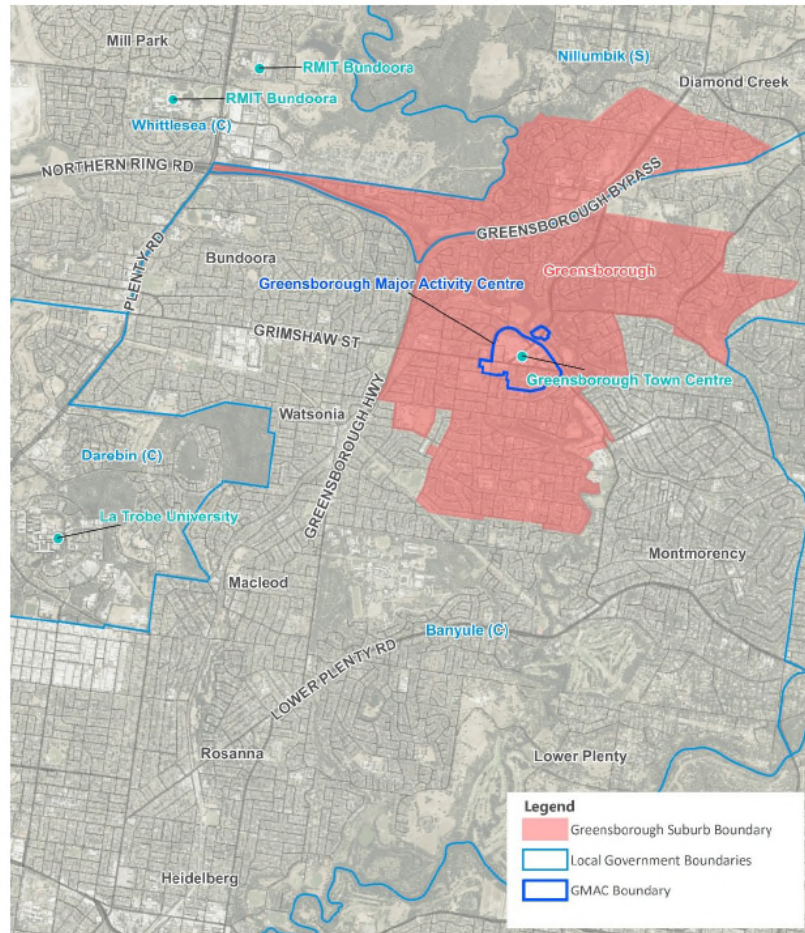 Mill Park
Nillumbik (S)
RMIT Bundoora
Diamond Creek
RMIT Bundoora
Whittlesea (C)
NORTHERN RING RD
GREENSBOROUGH BYPASS
PLENTY RD
Bundoora
Greensborough
Greensborough Major Activity Centre
GRIMSHAW ST
Greensborough Town Centre
GREENSBOROUGH HWY
Watsonia
Darebin (C)
La Trobe University
Montmorency
Macleod
Banyule (C)
LOWER PLENTY RD
Rosanna
Lower Plenty
Heidelberg
Legend
Greensborough Suburb Boundary
Local Government Boundaries
GMAC Boundary